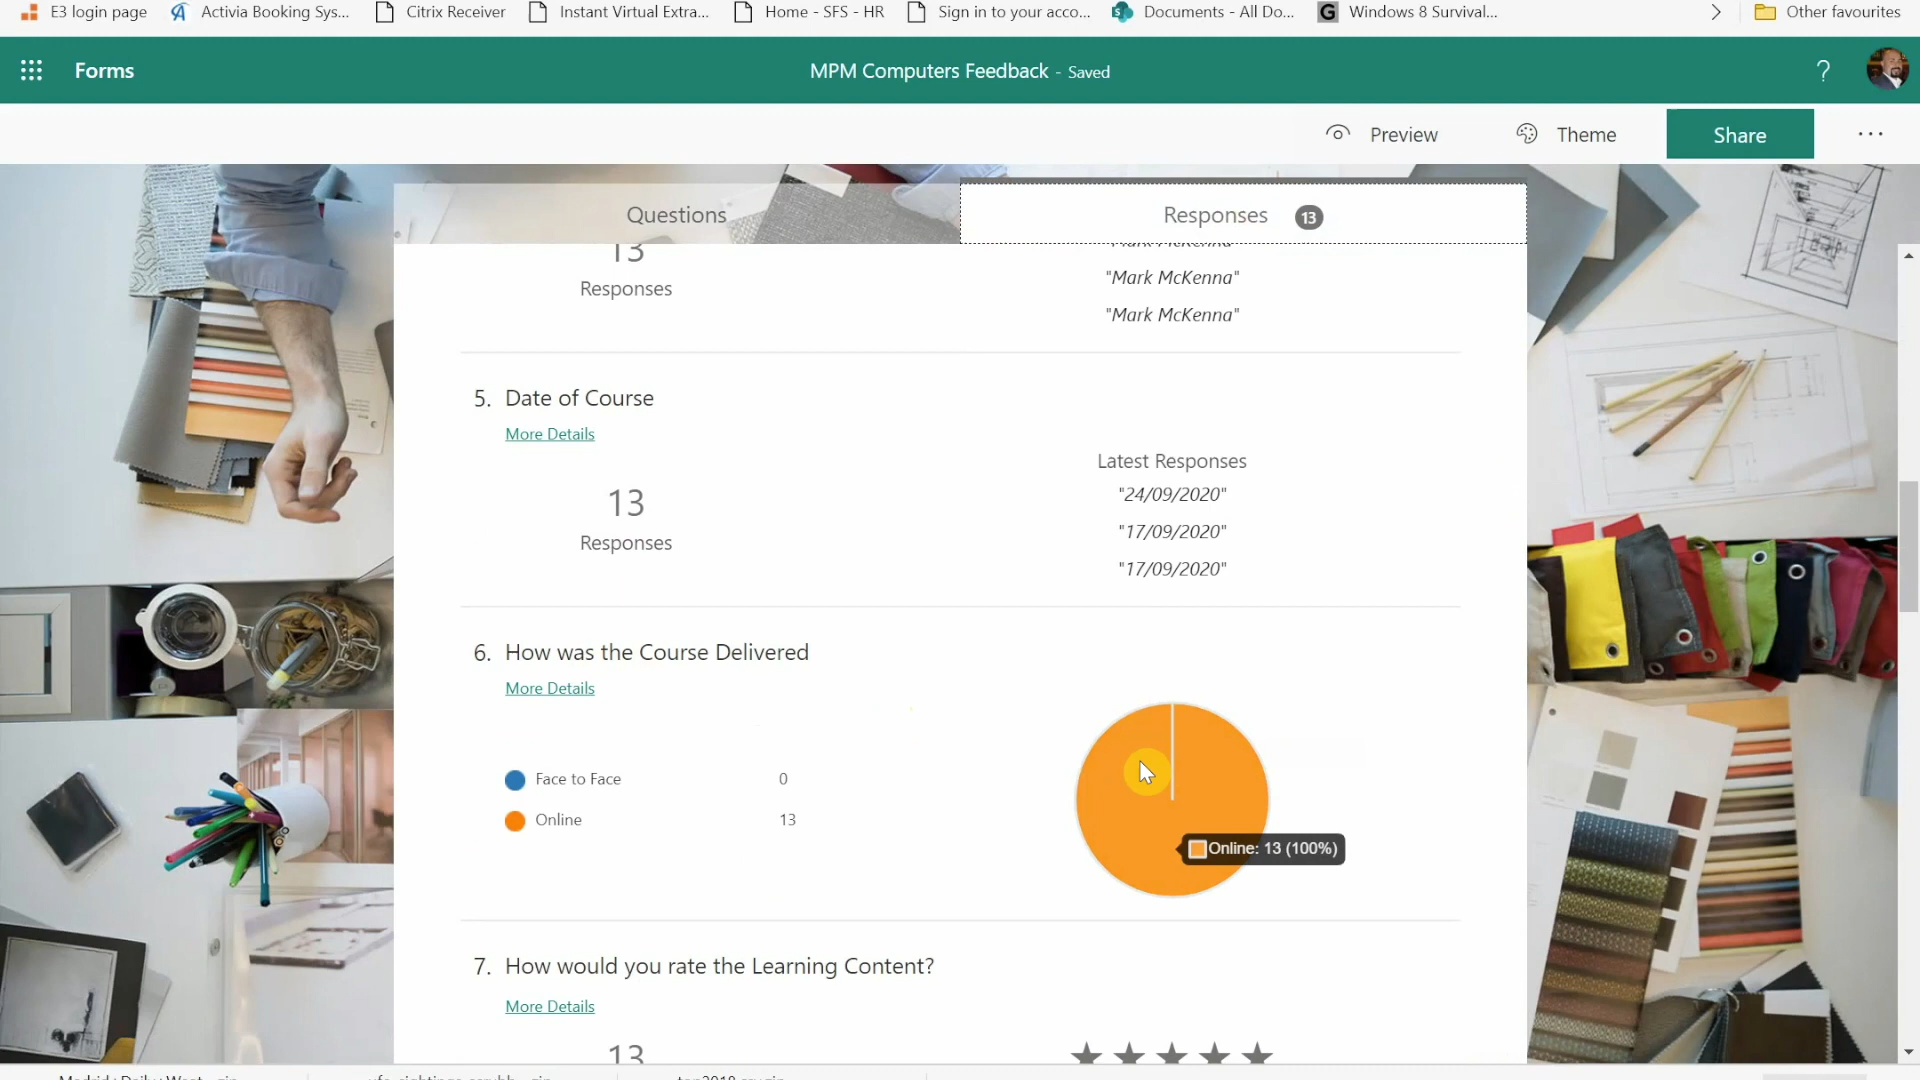 E3 login page
Activia Booking Sys...
Citrix Receiver
Instant Virtual Extra...
Home - SFS - HR
Sign in to your acco...
Documents - All Do...
G Windows 8 Survival...
Other favourites
Forms
MPM Computers Feedback - Saved
?
Preview
Theme
Share
Questions
Responses 13
13
Responses
"Mark McKenna"
"Mark McKenna"
"Mark McKenna"
5. Date of Course
More Details
13
Responses
Latest Responses
"24/09/2020"
"17/09/2020"
"17/09/2020"
6. How was the Course Delivered
More Details
Face to Face 0
Online 13
Online: 13 (100%)
7. How would you rate the Learning Content?
More Details
13